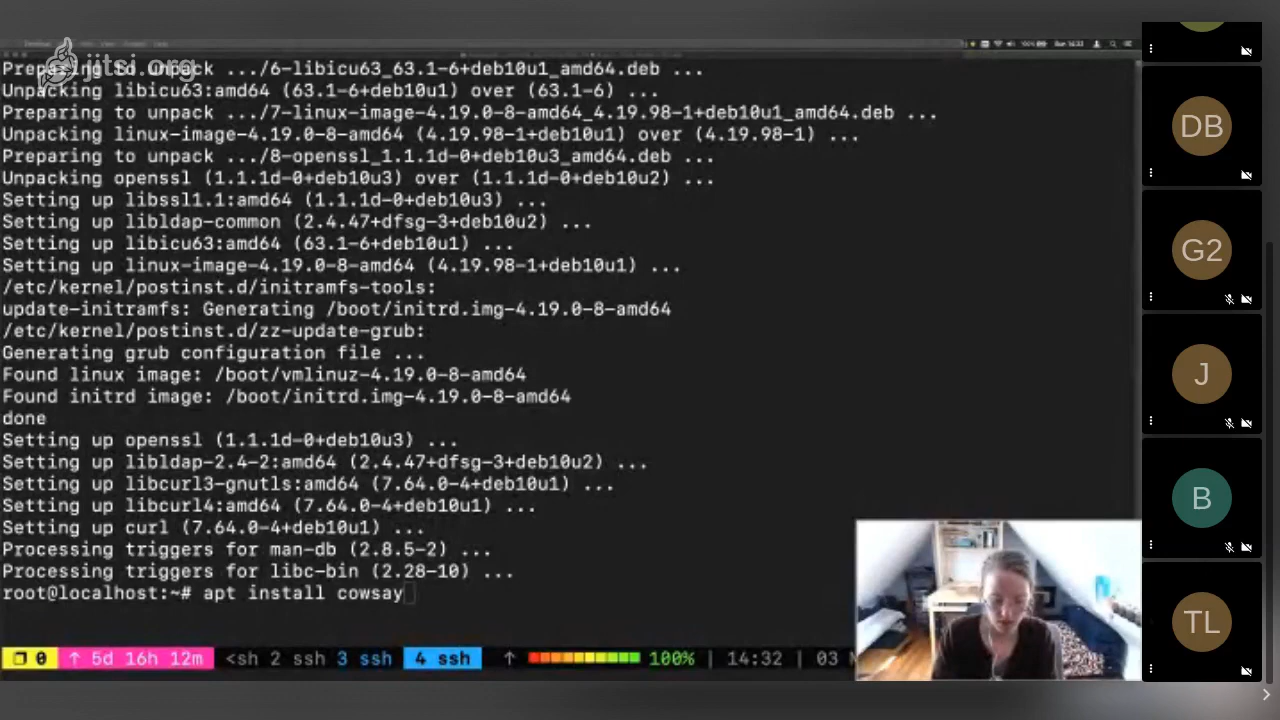 jitsi.org
Preparing to unpack .../6-libicu63_63.1-6+deb10u1_amd64.deb ...
Unpacking libicu63:amd64 (63.1-6+deb10u1) over (63.1-6) ...
Preparing to unpack .../7-linux-image-4.19.0-8-amd64_4.19.98-1+deb10u1_amd64.deb ...
Unpacking linux-image-4.19.0-8-amd64 (4.19.98-1+deb10u1) over (4.19.98-1) ...
Preparing to unpack .../8-openssl_1.1.1d-0+deb10u3_amd64.deb ...
Unpacking openssl (1.1.1d-0+deb10u3) over (1.1.1d-0+deb10u2) ...
Setting up libssl1.1:amd64 (1.1.1d-0+deb10u3) ...
Setting up libldap-common (2.4.47+dfsg-3+deb10u2) ...
Setting up libicu63:amd64 (63.1-6+deb10u1) ...
Setting up linux-image-4.19.0-8-amd64 (4.19.98-1+deb10u1) ...
/etc/kernel/postinst.d/initramfs-tools:
update-initramfs: Generating /boot/initrd.img-4.19.0-8-amd64
/etc/kernel/postinst.d/zz-update-grub:
Generating grub configuration file ...
Found linux image: /boot/vmlinuz-4.19.0-8-amd64
Found initrd image: /boot/initrd.img-4.19.0-8-amd64
done
Setting up openssl (1.1.1d-0+deb10u3) ...
Setting up libldap-2.4-2:amd64 (2.4.47+dfsg-3+deb10u2) ...
Setting up libcurl3-gnutls:amd64 (7.64.0-4+deb10u1) ...
Setting up libcurl4:amd64 (7.64.0-4+deb10u1) ...
Setting up curl (7.64.0-4+deb10u1) ...
Processing triggers for man-db (2.8.5-2) ...
Processing triggers for libc-bin (2.28-10) ...
root@localhost:~# apt install cowsay
0 ↑ 5d 16h 12m <sh 2 ssh 3 ssh 4 ssh ↑ 100% | 14:32 | 03
DB
G2
J
B
TL